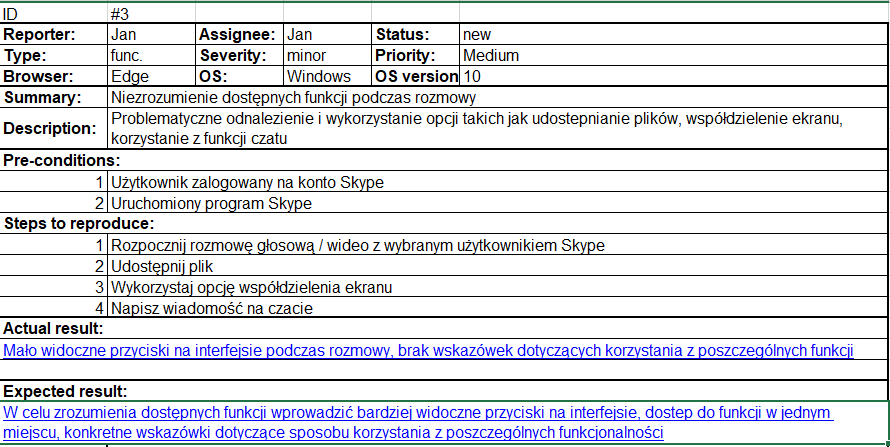 ID #3
Reporter: Jan Assignee: Jan Status: new
Type: func. Severity: minor Priority: Medium
Browser: Edge OS: Windows OS version 10
Summary: Niezrozumienie dostępnych funkcji podczas rozmowy
Description: Problematyczne odnalezienie i wykorzystanie opcji takich jak udostepnianie plików, współdzielenie ekranu,
korzystanie z funkcji czatu
Pre-conditions:
1 Użytkownik zalogowany na konto Skype
2 Uruchomiony program Skype
Steps to reproduce:
1 Rozpocznij rozmowę głosową / wideo z wybranym użytkownikiem Skype
2 Udostępnij plik
3 Wykorzystaj opcję współdzielenia ekranu
4 Napisz wiadomość na czacie
Actual result:
Mało widoczne przyciski na interfejsie podczas rozmowy, brak wskazówek dotyczących korzystania z poszczególnych funkcji
Expected result:
W celu zrozumienia dostępnych funkcji wprowadzić bardziej widoczne przyciski na interfejsie, dostep do funkcji w jednym
miejscu, konkretne wskazówki dotyczące sposobu korzystania z poszczególnych funkcjonalności